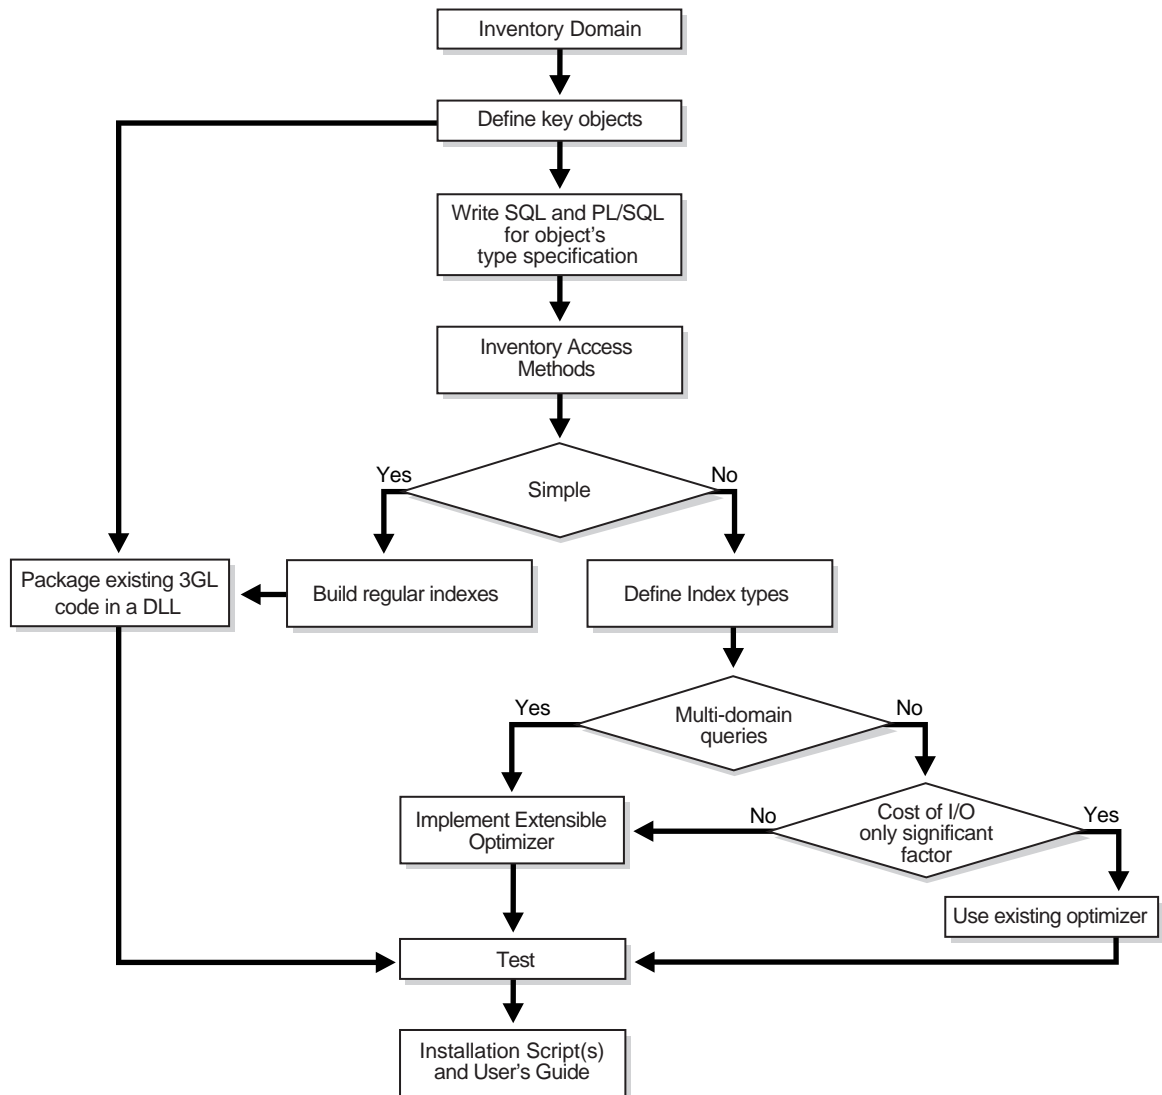 Inventory Domain
Define key objects
Write SQL and PL/SQL
for object's
type specification
Inventory Access
Methods
Yes
No
Simple
Package existing 3GL
code in a DLL
Build regular indexes
Define Index types
Yes
No
Multi-domain
queries
Implement Extensible
Optimizer
No
Cost of I/O
only significant
factor
Yes
Use existing optimizer
Test
Installation Script(s)
and User's Guide